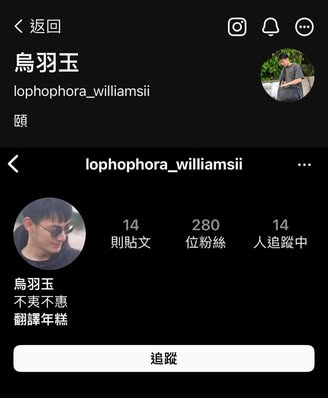 返回
烏羽玉
lophophora_williamsii
頤
lophophora_williamsii
14 280 14
則貼文 位粉絲 人追蹤中
烏羽玉
不夷不惠
翻譯年糕
追蹤